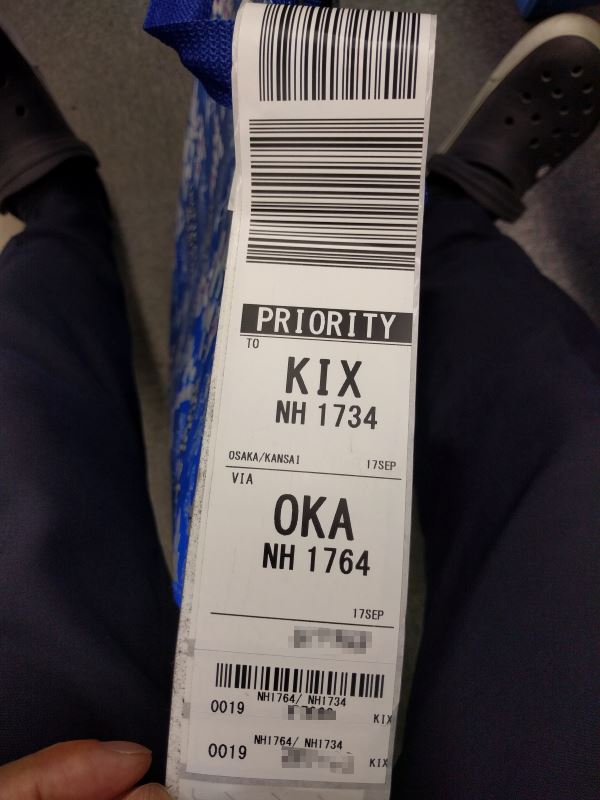 PRIORITY
TO
KIX
NH 1734
OSAKA/KANSAI 17SEP
VIA
OKA
NH 1764
17SEP
NH1764/ NH1734
0019 KIX
NH1764/ NH1734
0019 KIX